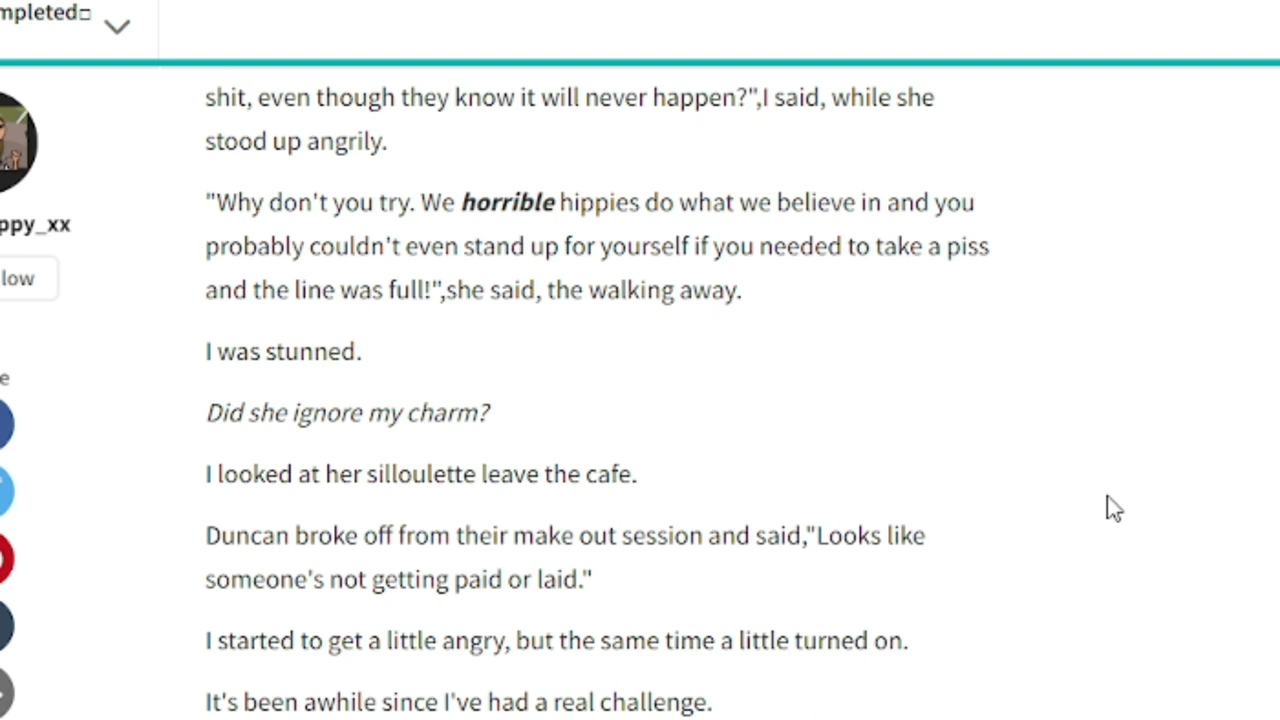 mpleted□
shit, even though they know it will never happen?",I said, while she
stood up angrily.
"Why don't you try. We horrible hippies do what we believe in and you
ppy_xx
probably couldn't even stand up for yourself if you needed to take a piss
low
and the line was full!",she said, the walking away.
I was stunned.
e
Did she ignore my charm?
I looked at her silloulette leave the cafe.
Duncan broke off from their make out session and said,"Looks like
someone's not getting paid or laid."
I started to get a little angry, but the same time a little turned on.
It's been awhile since I've had a real challenge.